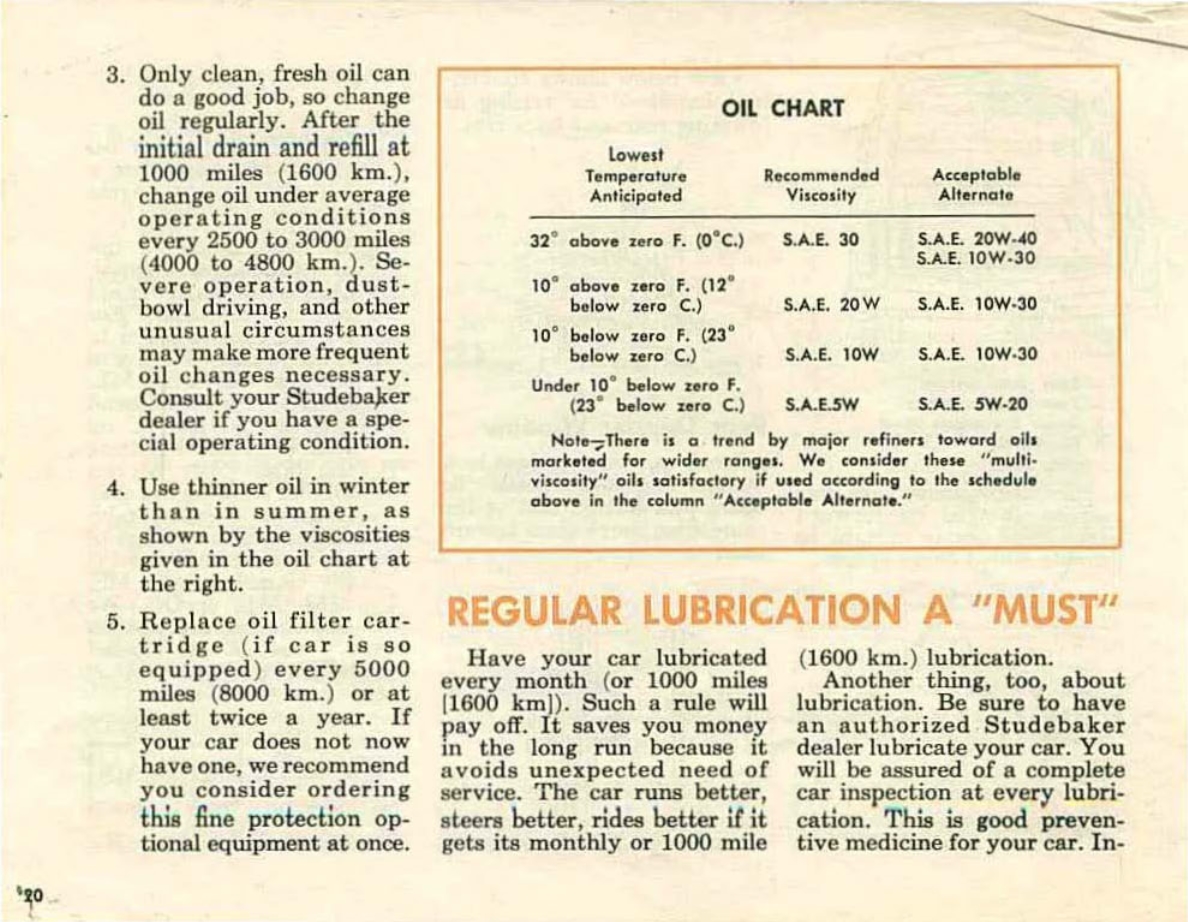 3. Only clean, fresh oil can
do a good job, so change
oil regularly. After the
initial drain and refill at
1000 miles (1600 km.),
change oil under average
operating conditions
every 2500 to 3000 miles
(4000 to 4800 km.). Se-
vere operation, dust-
bowl driving, and other
unusual circumstances
may make more frequent
oil changes necessary.
Consult your Studebaker
dealer if you have a spe-
cial operating condition.
4. Use thinner oil in winter
than in summer, as
shown by the viscosities
given in the oil chart at
the right.
5. Replace oil filter car-
tridge (if car is so
equipped) every 5000
miles (8000 km.) or at
least twice a year. If
your car does not now
have one, we recommend
you consider ordering
this fine protection op-
tional equipment at once.
OIL CHART
Lowest
Temperature Recommended Acceptable
Anticipated Viscosity Alternate
32° above zero F. (0°C.) S.A.E. 30 S.A.E. 20W-40
S.A.E. 10W-30
10° above zero F. (12°
below zero C.) S.A.E. 20W S.A.E. 10W-30
10° below zero F. (23°
below zero C.) S.A.E. 10W S.A.E. 10W-30
Under 10° below zero F.
(23° below zero C.) S.A.E.5W S.A.E. 5W-20
Note—There is a trend by major refiners toward oils
marketed for wider ranges. We consider these "multi-
viscosity" oils satisfactory if used according to the schedule
above in the column "Acceptable Alternate."
REGULAR LUBRICATION A "MUST"
Have your car lubricated
every month (or 1000 miles
[1600 km]). Such a rule will
pay off. It saves you money
in the long run because it
avoids unexpected need of
service. The car runs better,
steers better, rides better if it
gets its monthly or 1000 mile
(1600 km.) lubrication.
Another thing, too, about
lubrication. Be sure to have
an authorized Studebaker
dealer lubricate your car. You
will be assured of a complete
car inspection at every lubri-
cation. This is good preven-
tive medicine for your car. In-
20